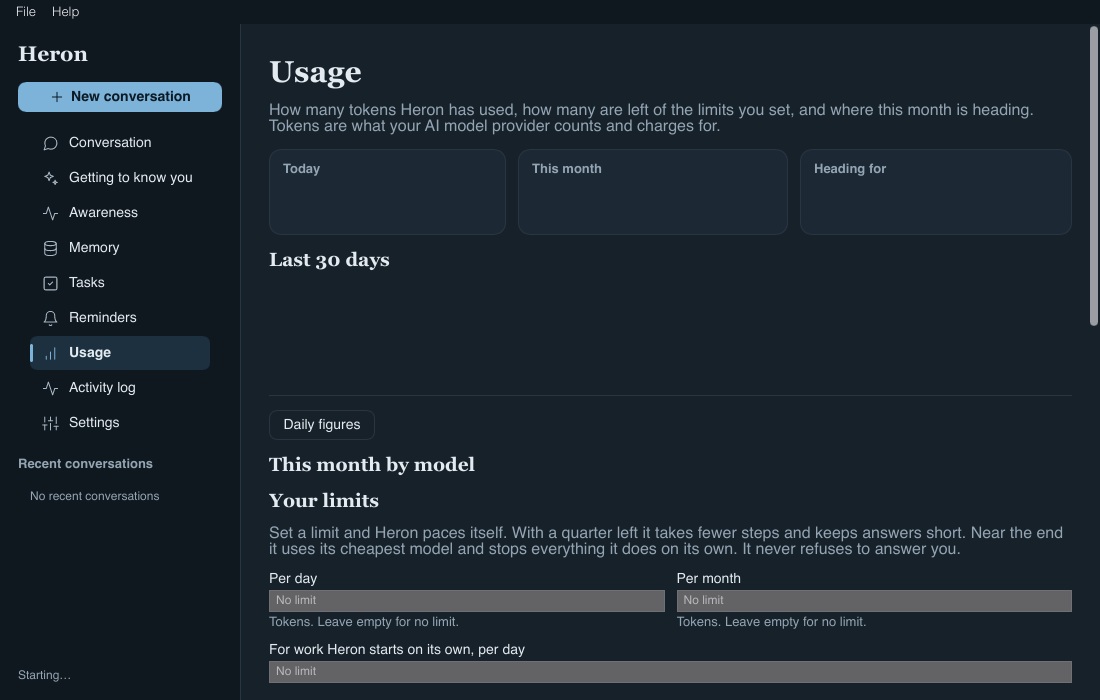 File Help
Heron
New conversation
Conversation
Getting to know you
Awareness
Memory
Tasks
Reminders
Usage
Activity log
Settings
Recent conversations
No recent conversations
Starting…
Usage
How many tokens Heron has used, how many are left of the limits you set, and where this month is heading.
Tokens are what your AI model provider counts and charges for.
Today
This month
Heading for
Last 30 days
Daily figures
This month by model
Your limits
Set a limit and Heron paces itself. With a quarter left it takes fewer steps and keeps answers short. Near the end
it uses its cheapest model and stops everything it does on its own. It never refuses to answer you.
Per day
No limit
Tokens. Leave empty for no limit.
Per month
No limit
Tokens. Leave empty for no limit.
For work Heron starts on its own, per day
No limit